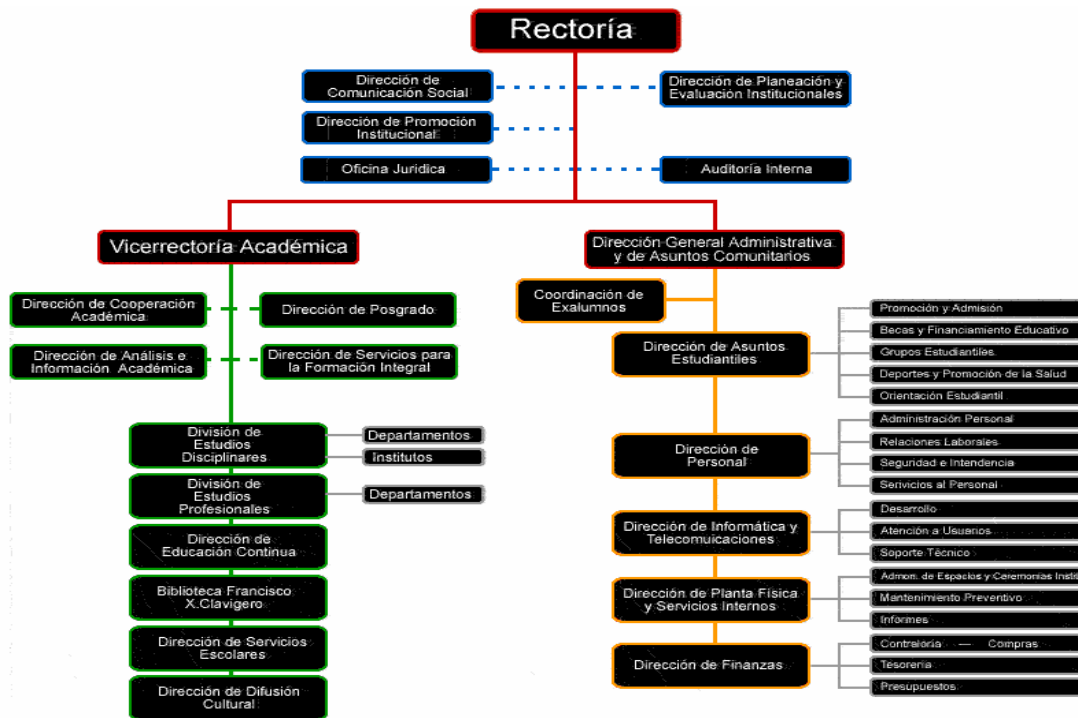 Rectoría
Dirección de
Comunicación Social
Dirección de Planeación y
Evaluación Institucionales
Dirección de Promoción
Institucional
Oficina Jurídica
Auditoría Interna
Vicerrectoría Académica
Dirección General Administrativa
y de Asuntos Comunitarios
Dirección de Cooperación
Académica
Dirección de Posgrado
Dirección de Análisis e
Información Académica
Dirección de Servicios para
la Formación Integral
División de
Estudios
Disciplinares
Departamentos
Institutos
División de
Estudios
Profesionales
Departamentos
Dirección de
Educación Continua
Biblioteca Francisco
X.Clavigero
Dirección de Servicios
Escolares
Dirección de Difusión
Cultural
Coordinación de
Exalumnos
Dirección de Asuntos
Estudiantiles
Promoción y Admisión
Becas y Financiamiento Educativo
Grupos Estudiantiles
Deportes y Promoción de la Salud
Orientación Estudiantil
Dirección de
Personal
Administración Personal
Relaciones Laborales
Seguridad e Intendencia
Serivicios al Personal
Dirección de Informática y
Telecomuicaciones
Desarrollo
Atención a Usuarios
Soporte Técnico
Dirección de Planta Física
y Servicios Internos
Admon. de Espacios y Ceremonias Instit
Mantenimiento Preventivo
Informes
Dirección de Finanzas
Contraloría — Compras
Tesorería
Presupuestos